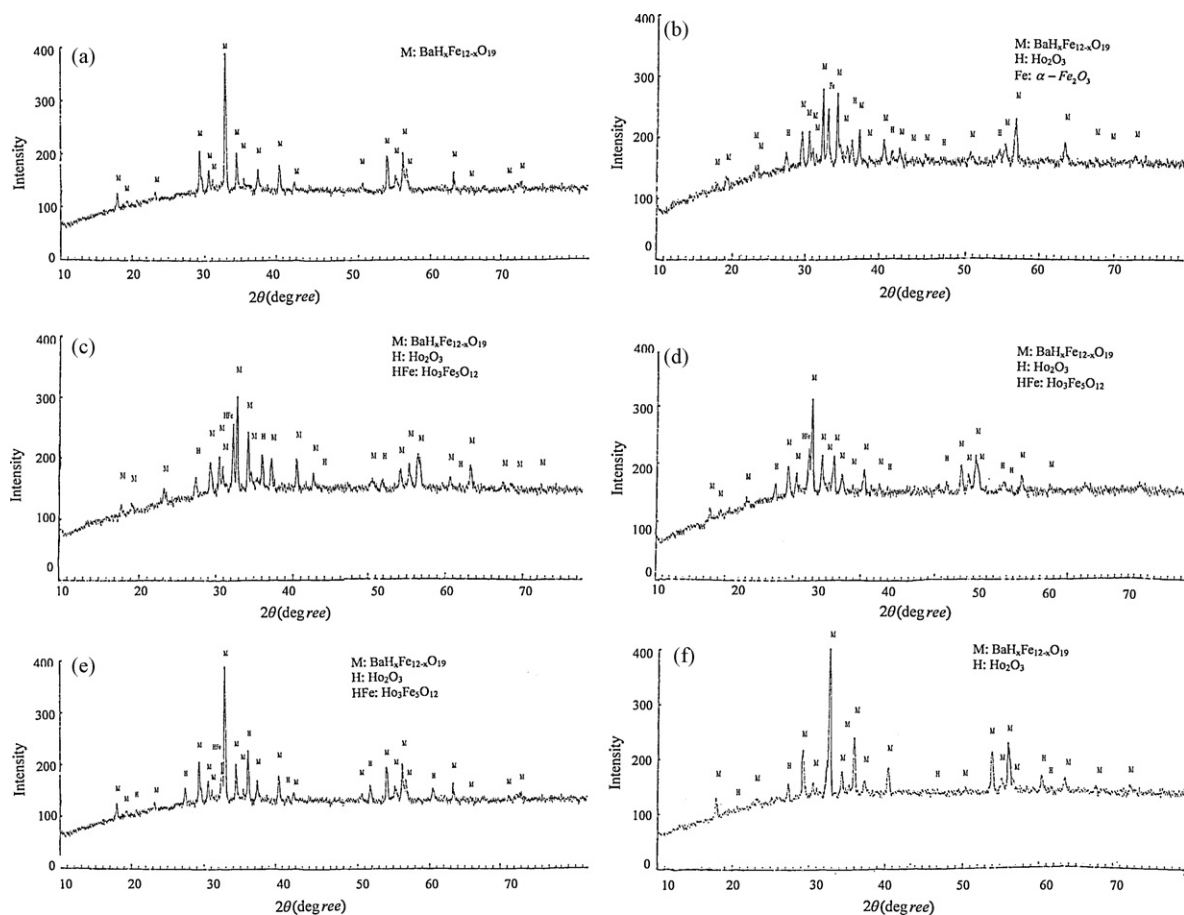 (a)
M: BaHₓFe₁₂₋ₓO₁₉
Intensity
400
300
200
100
0
M M M M M M M M M M M M M M M M M M M M M
10 20 30 40 50 60 70
2θ(degree)
(b)
M: BaHₓFe₁₂₋ₓO₁₉
H: Ho₂O₃
Fe: α − Fe₂O₃
Intensity
400
300
200
100
0
M M M M H M M M M M Fe M M H M M H M M M H M H M M M M M
10 20 30 40 50 60 70
2θ(degree)
(c)
M: BaHₓFe₁₂₋ₓO₁₉
H: Ho₂O₃
HFe: Ho₃Fe₅O₁₂
Intensity
400
300
200
100
0
M M M H M M M HFe M M M H M M M H M H M M M M H M M M M
10 20 30 40 50 60 70
2θ(degree)
(d)
M: BaHₓFe₁₂₋ₓO₁₉
H: Ho₂O₃
HFe: Ho₃Fe₅O₁₂
Intensity
400
300
200
100
0
M M M H M M HFe M M M M M M M H H M M M M H H M M
10 20 30 40 50 60 70
2θ(degree)
(e)
M: BaHₓFe₁₂₋ₓO₁₉
H: Ho₂O₃
HFe: Ho₃Fe₅O₁₂
Intensity
400
300
200
100
0
M M H M H M M M HFe M M M H M M H M M H M M M M H M M M M
10 20 30 40 50 60 70
2θ(degree)
(f)
M: BaHₓFe₁₂₋ₓO₁₉
H: Ho₂O₃
Intensity
400
300
200
100
0
M H M H M M M M M M M M H M M M M M H H M M M
10 20 30 40 50 60 70
2θ(degree)